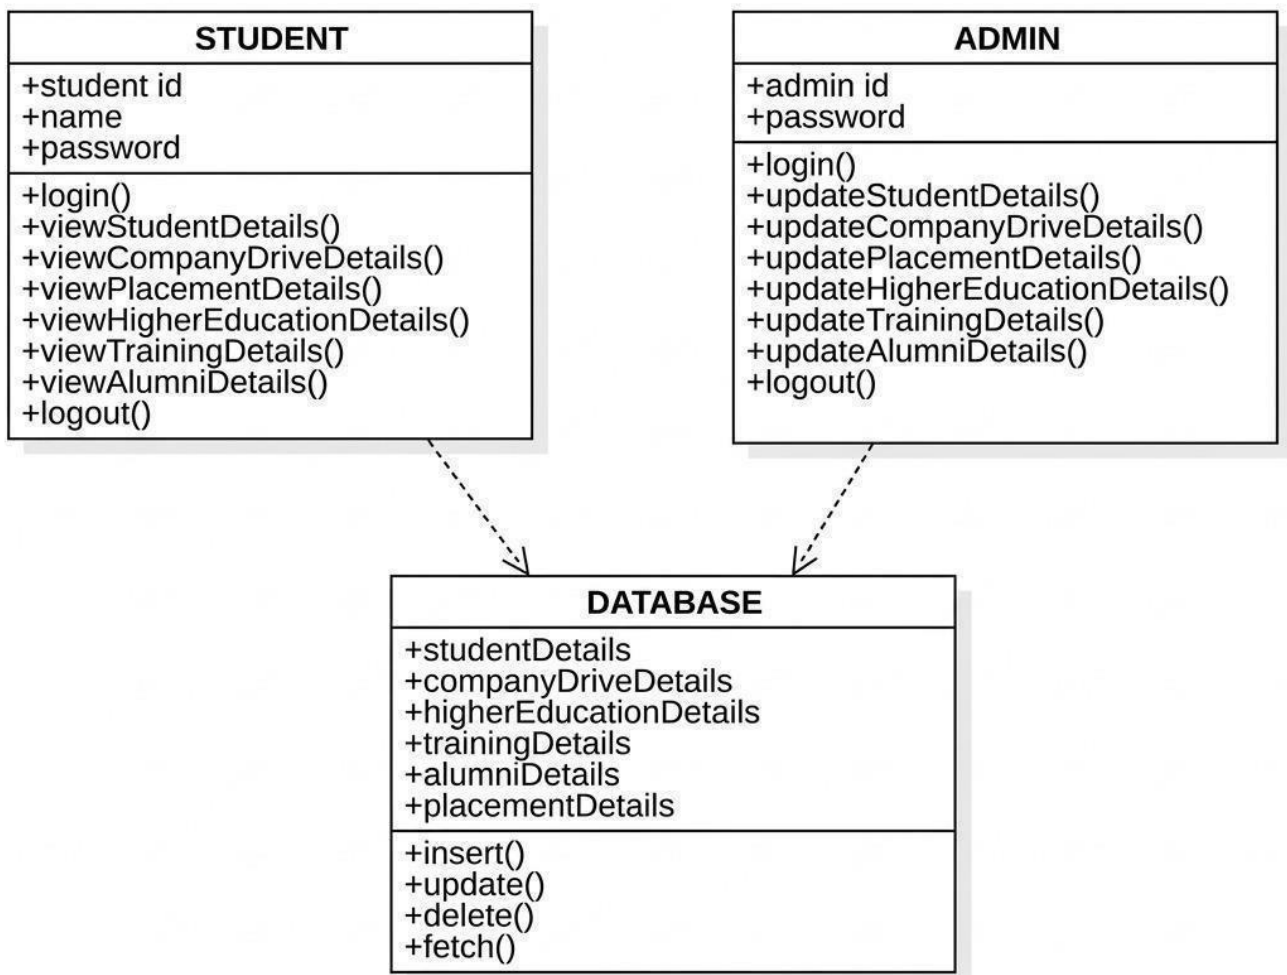 STUDENT
+student id
+name
+password
+login()
+viewStudentDetails()
+viewCompanyDriveDetails()
+viewPlacementDetails()
+viewHigherEducationDetails()
+viewTrainingDetails()
+viewAlumniDetails()
+logout()
ADMIN
+admin id
+password
+login()
+updateStudentDetails()
+updateCompanyDriveDetails()
+updatePlacementDetails()
+updateHigherEducationDetails()
+updateTrainingDetails()
+updateAlumniDetails()
+logout()
DATABASE
+studentDetails
+companyDriveDetails
+higherEducationDetails
+trainingDetails
+alumniDetails
+placementDetails
+insert()
+update()
+delete()
+fetch()